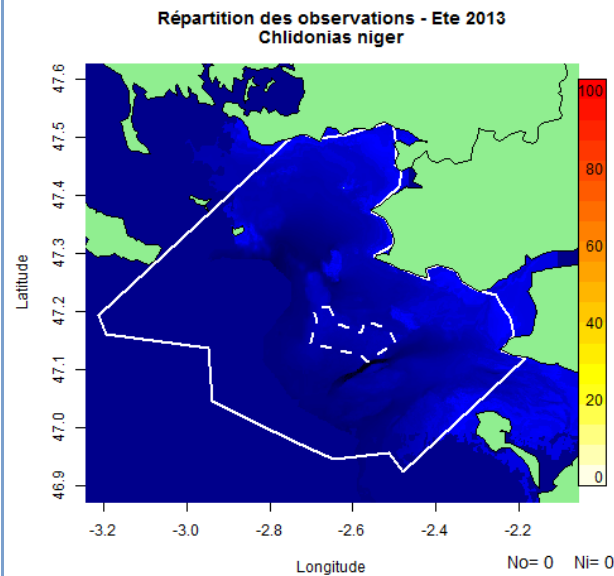 Répartition des observations - Ete 2013
Chlidonias niger
47.6
47.5
47.4
47.3
47.2
47.1
47.0
46.9
Latitude
-3.2 -3.0 -2.8 -2.6 -2.4 -2.2
Longitude
100
80
60
40
20
0
No= 0 Ni= 0